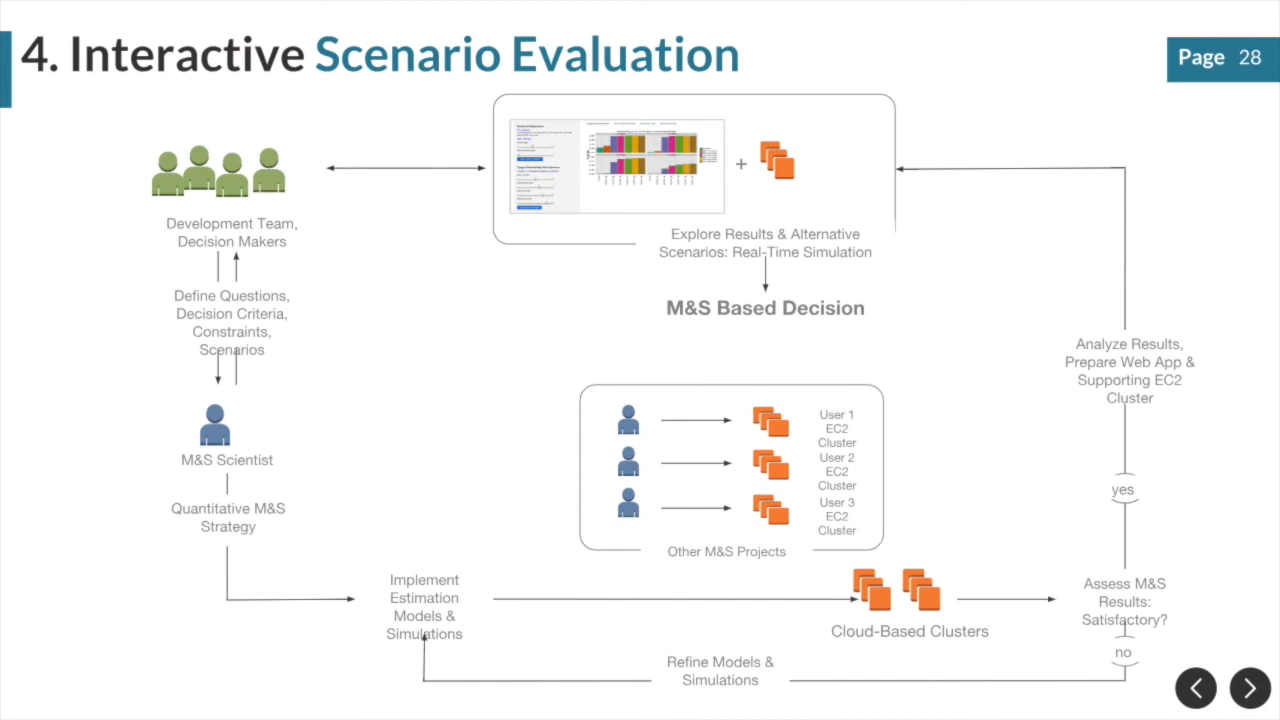 4. Interactive Scenario Evaluation
Page 28
+
Development Team,
Decision Makers
Explore Results & Alternative
Scenarios: Real-Time Simulation
M&S Based Decision
Define Questions,
Decision Criteria,
Constraints,
Scenarios
M&S Scientist
Quantitative M&S
Strategy
User 1
EC2
Cluster
User 2
EC2
Cluster
User 3
EC2
Cluster
Other M&S Projects
Analyze Results,
Prepare Web App &
Supporting EC2
Cluster
yes
Implement
Estimation
Models &
Simulations
Cloud-Based Clusters
Assess M&S
Results:
Satisfactory?
no
Refine Models &
Simulations